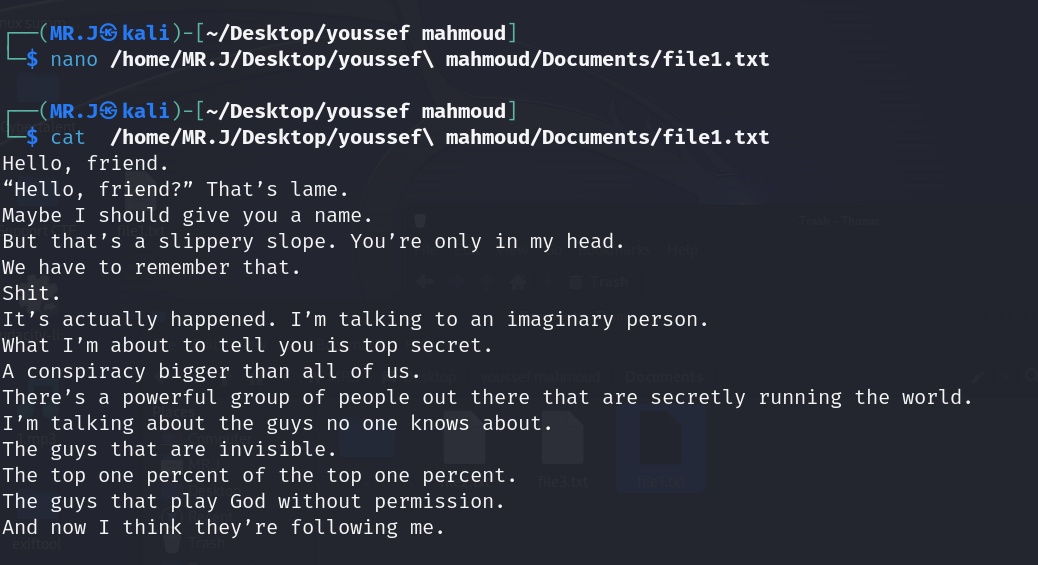 ┌──(MR.J㉿kali)-[~/Desktop/youssef mahmoud]
└─$ nano /home/MR.J/Desktop/youssef\ mahmoud/Documents/file1.txt
┌──(MR.J㉿kali)-[~/Desktop/youssef mahmoud]
└─$ cat  /home/MR.J/Desktop/youssef\ mahmoud/Documents/file1.txt
Hello, friend.
“Hello, friend?” That’s lame.
Maybe I should give you a name.
But that’s a slippery slope. You’re only in my head.
We have to remember that.
Shit.
It’s actually happened. I’m talking to an imaginary person.
What I’m about to tell you is top secret.
A conspiracy bigger than all of us.
There’s a powerful group of people out there that are secretly running the world.
I’m talking about the guys no one knows about.
The guys that are invisible.
The top one percent of the top one percent.
The guys that play God without permission.
And now I think they’re following me.